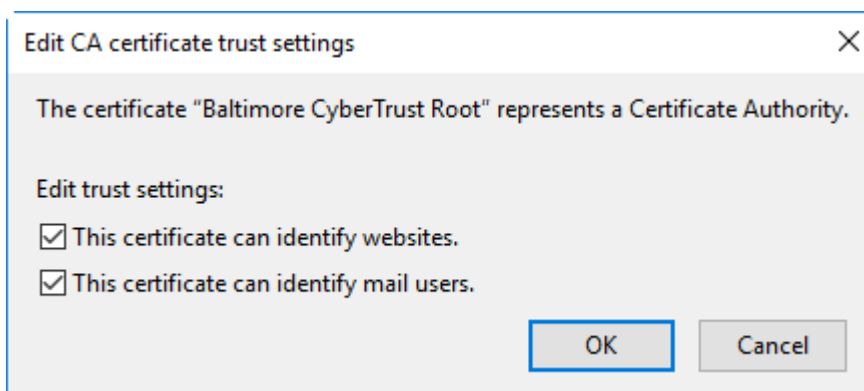 Edit CA certificate trust settings
The certificate “Baltimore CyberTrust Root” represents a Certificate Authority.
Edit trust settings:
This certificate can identify websites.
This certificate can identify mail users.
OK
Cancel